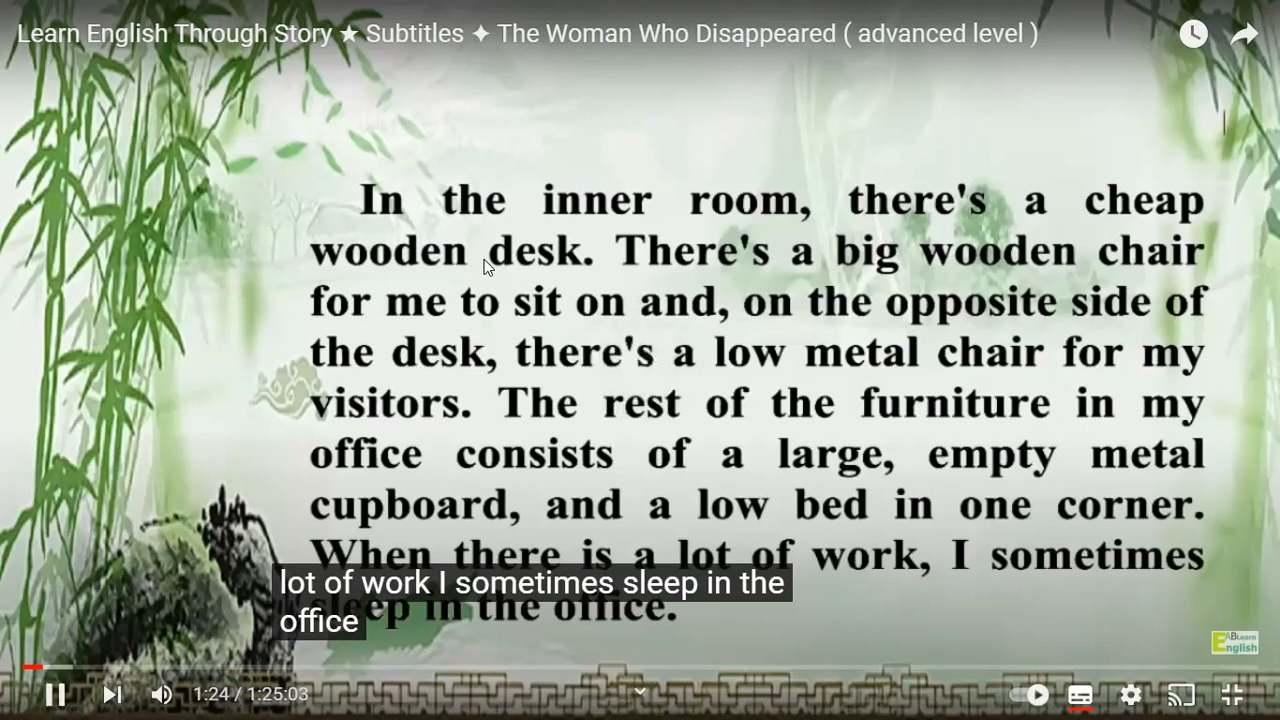 Learn English Through Story ★ Subtitles ✦ The Woman Who Disappeared ( advanced level )
In the inner room, there's a cheap
wooden desk. There's a big wooden chair
for me to sit on and, on the opposite side of
the desk, there's a low metal chair for my
visitors. The rest of the furniture in my
office consists of a large, empty metal
cupboard, and a low bed in one corner.
When there is a lot of work, I sometimes
sleep in the office.
lot of work I sometimes sleep in the
office
EABLearn
English
1:24 / 1:25:03